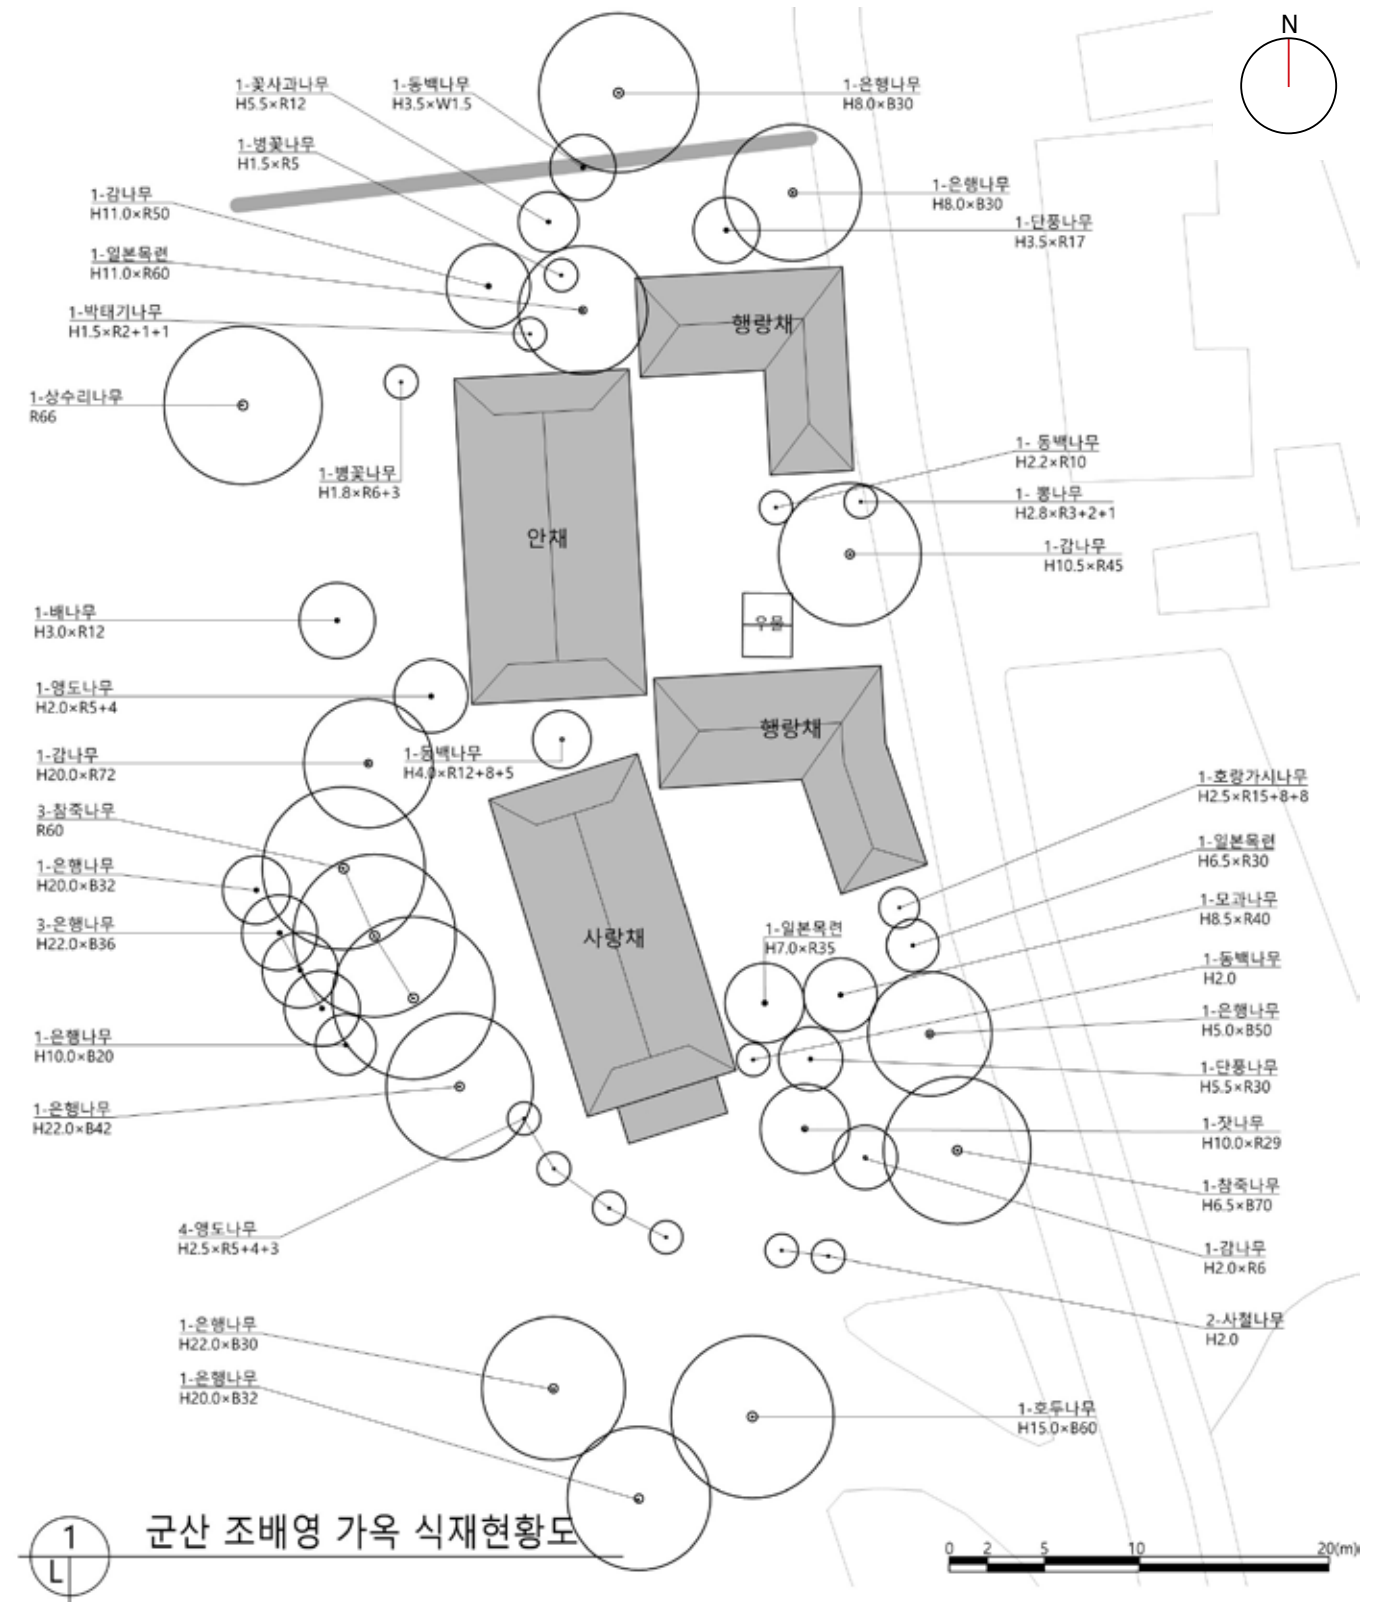 N
1-꽃사과나무
H5.5×R12
1-동백나무
H3.5×W1.5
1-은행나무
H8.0×B30
1-병꽃나무
H1.5×R5
1-은행나무
H8.0×B30
1-감나무
H11.0×R50
1-단풍나무
H3.5×R17
1-일본목련
H11.0×R60
1-박태기나무
H1.5×R2+1+1
행랑채
1-상수리나무
R66
1-병꽃나무
H1.8×R6+3
1- 동백나무
H2.2×R10
1- 뽕나무
H2.8×R3+2+1
안채
1-감나무
H10.5×R45
1-배나무
H3.0×R12
우물
1-앵도나무
H2.0×R5+4
행랑채
1-감나무
H20.0×R72
1-동백나무
H4.0×R12+8+5
1-호랑가시나무
H2.5×R15+8+8
3-참죽나무
R60
1-일본목련
H6.5×R30
1-은행나무
H20.0×B32
1-모과나무
H8.5×R40
3-은행나무
H22.0×B36
사랑채
1-일본목련
H7.0×R35
1-동백나무
H2.0
1-은행나무
H5.0×B50
1-은행나무
H10.0×B20
1-단풍나무
H5.5×R30
1-은행나무
H22.0×B42
1-잣나무
H10.0×R29
1-참죽나무
H6.5×B70
4-앵도나무
H2.5×R5+4+3
1-감나무
H2.0×R6
2-사철나무
H2.0
1-은행나무
H22.0×B30
1-은행나무
H20.0×B32
1-호두나무
H15.0×B60
1
L
군산 조배영 가옥 식재현황도
0 2 5 10 20(m)